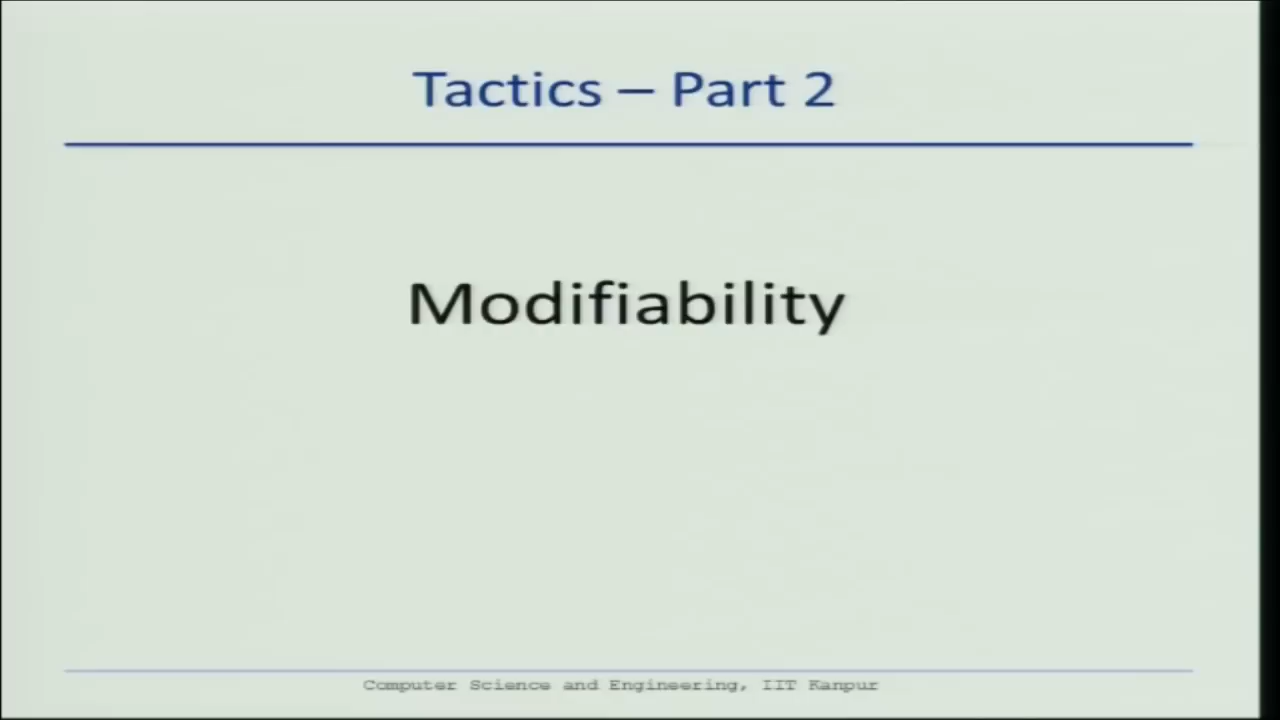 Tactics – Part 2
Modifiability
Computer Science and Engineering, IIT Kanpur